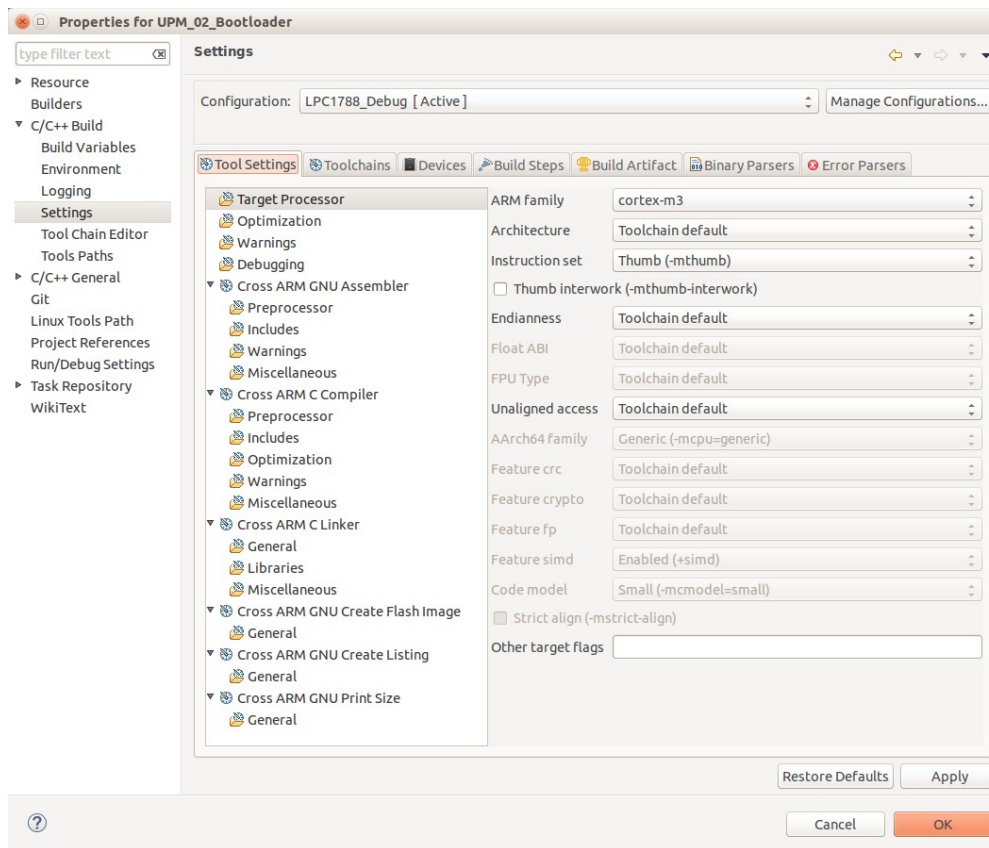 Properties for UPM_02_Bootloader
type filter text
Resource
Builders
C/C++ Build
Build Variables
Environment
Logging
Settings
Tool Chain Editor
Tools Paths
C/C++ General
Git
Linux Tools Path
Project References
Run/Debug Settings
Task Repository
WikiText
Settings
Configuration: LPC1788_Debug [ Active ] Manage Configurations...
Tool Settings Toolchains Devices Build Steps Build Artifact Binary Parsers Error Parsers
Target Processor
Optimization
Warnings
Debugging
Cross ARM GNU Assembler
Preprocessor
Includes
Warnings
Miscellaneous
Cross ARM C Compiler
Preprocessor
Includes
Optimization
Warnings
Miscellaneous
Cross ARM C Linker
General
Libraries
Miscellaneous
Cross ARM GNU Create Flash Image
General
Cross ARM GNU Create Listing
General
Cross ARM GNU Print Size
General
ARM family cortex-m3
Architecture Toolchain default
Instruction set Thumb (-mthumb)
Thumb interwork (-mthumb-interwork)
Endianness Toolchain default
Float ABI Toolchain default
FPU Type Toolchain default
Unaligned access Toolchain default
AArch64 family Generic (-mcpu=generic)
Feature crc Toolchain default
Feature crypto Toolchain default
Feature fp Toolchain default
Feature simd Enabled (+simd)
Code model Small (-mcmodel=small)
Strict align (-mstrict-align)
Other target flags
Restore Defaults Apply
? Cancel OK